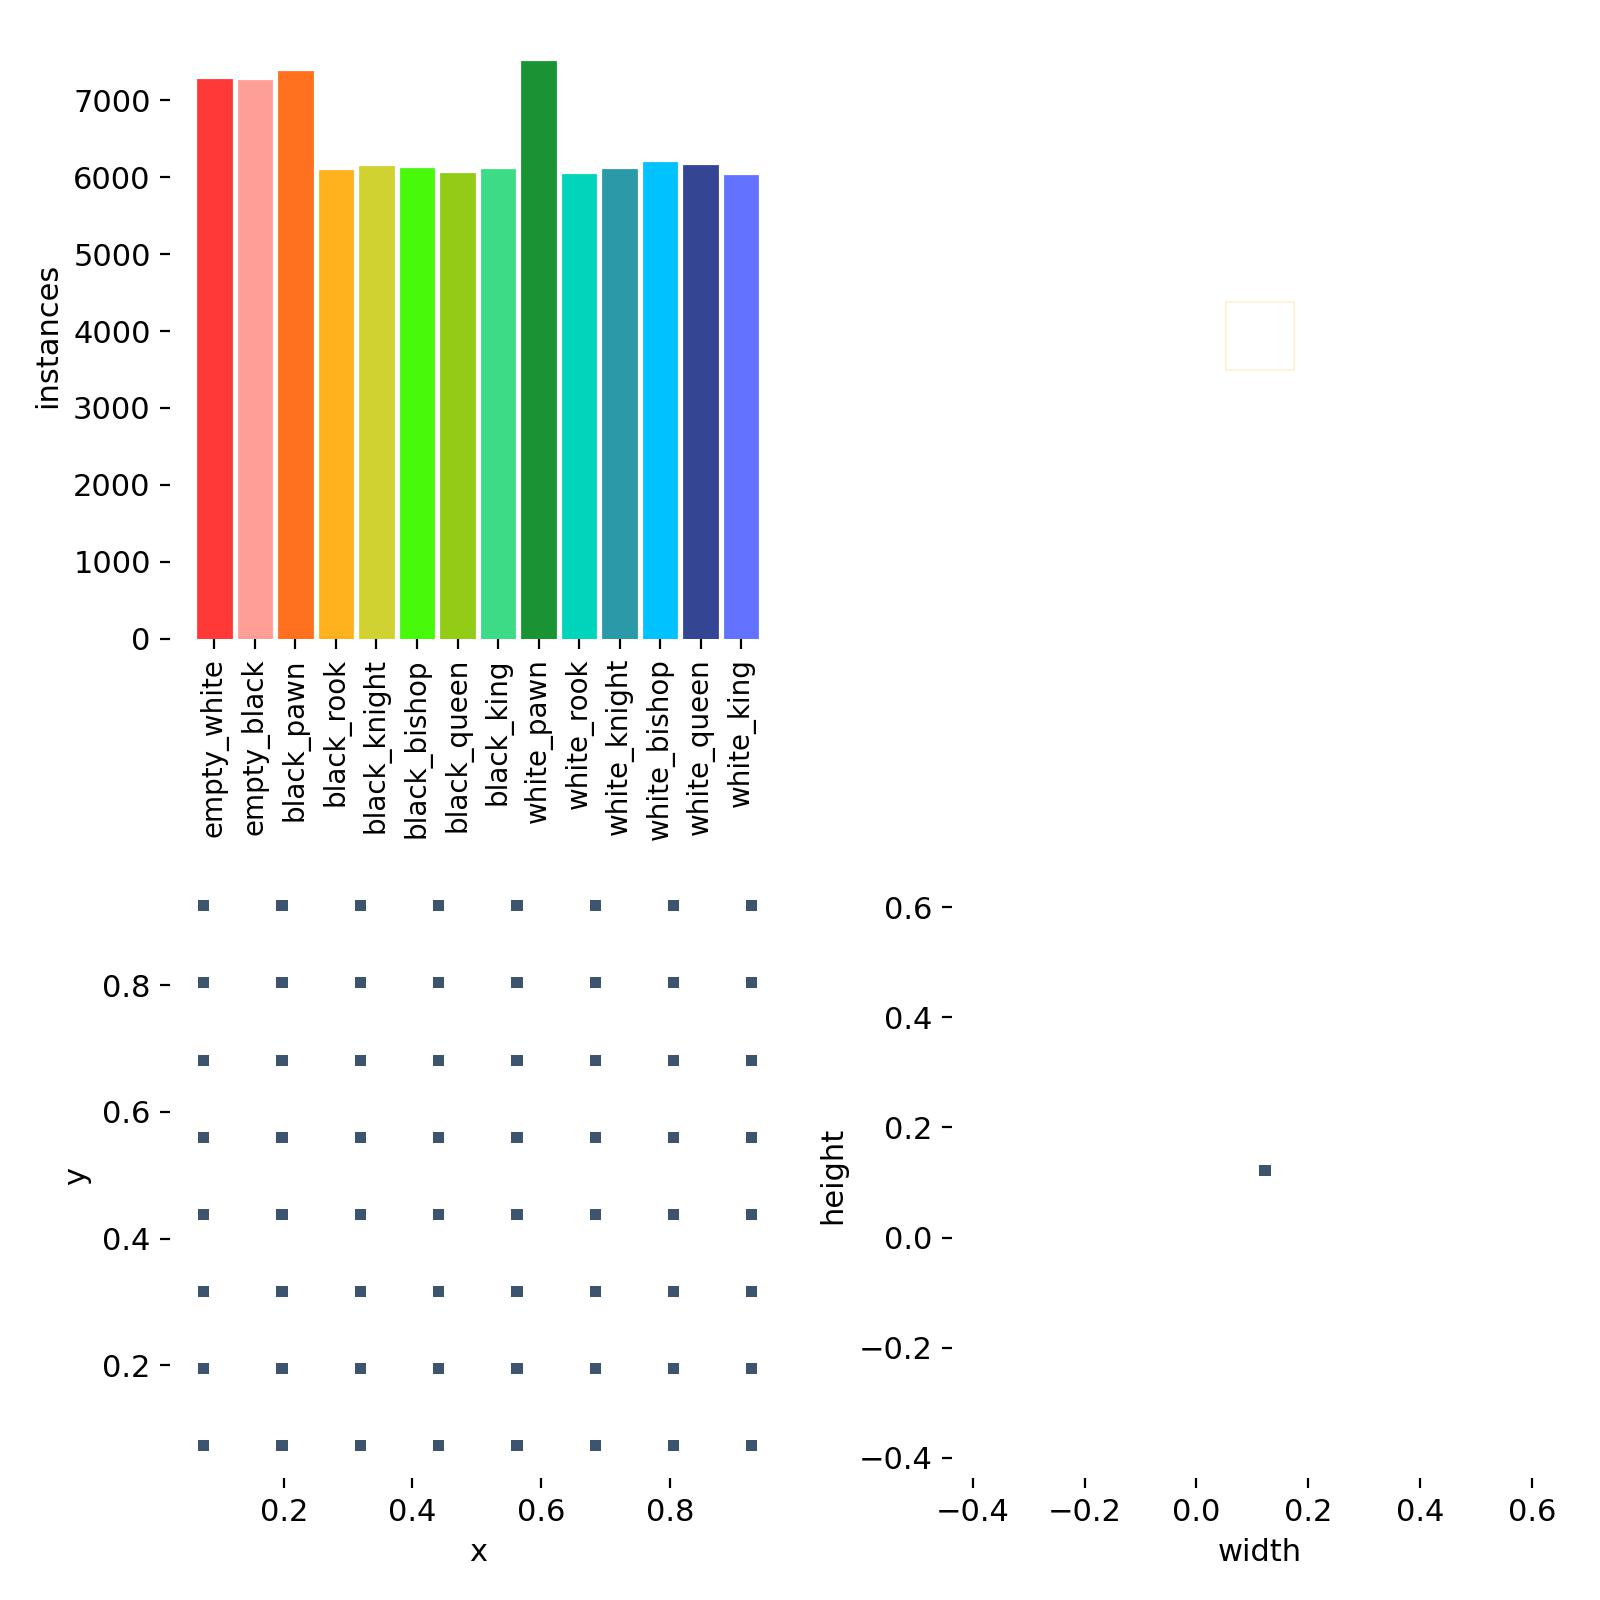 instances
7000
6000
5000
4000
3000
2000
1000
0
empty_white
empty_black
black_pawn
black_rook
black_knight
black_bishop
black_queen
black_king
white_pawn
white_rook
white_knight
white_bishop
white_queen
white_king
y
0.8
0.6
0.4
0.2
0.2 0.4 0.6 0.8
x
height
0.6
0.4
0.2
0.0
−0.2
−0.4
−0.4 −0.2 0.0 0.2 0.4 0.6
width